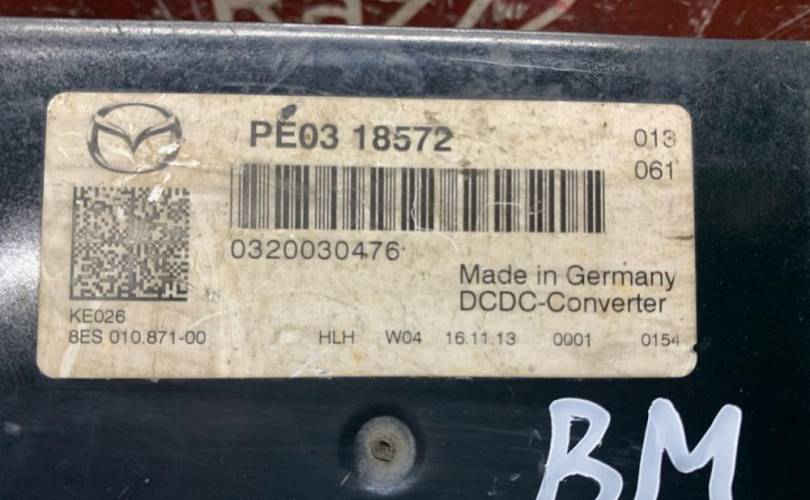 PE03 18572
013
061
0320030476
Made in Germany
DCDC-Converter
KE026
8ES 010.871-00 HLH W04 16.11.13 0001 0154
BM